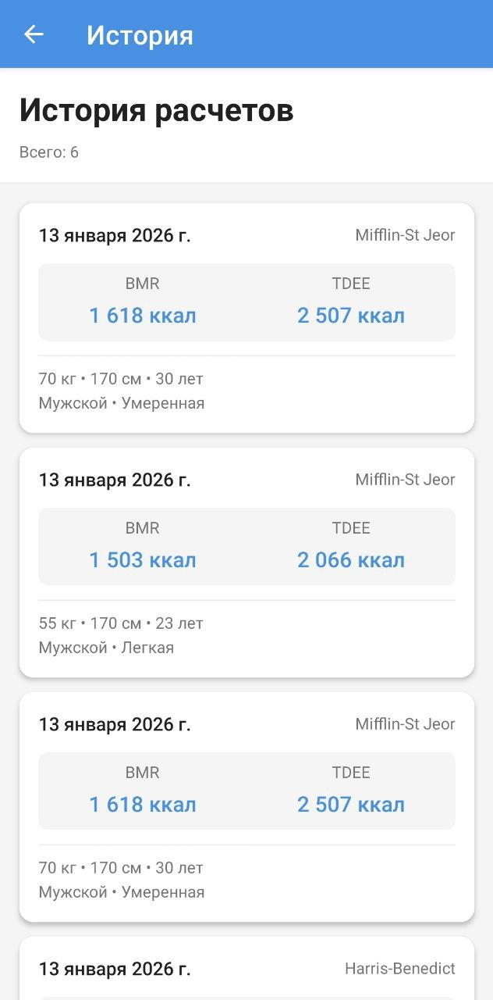 История
История расчетов
Всего: 6
13 января 2026 г. Mifflin-St Jeor
BMR TDEE
1 618 ккал 2 507 ккал
70 кг • 170 см • 30 лет
Мужской • Умеренная
13 января 2026 г. Mifflin-St Jeor
BMR TDEE
1 503 ккал 2 066 ккал
55 кг • 170 см • 23 лет
Мужской • Легкая
13 января 2026 г. Mifflin-St Jeor
BMR TDEE
1 618 ккал 2 507 ккал
70 кг • 170 см • 30 лет
Мужской • Умеренная
13 января 2026 г. Harris-Benedict